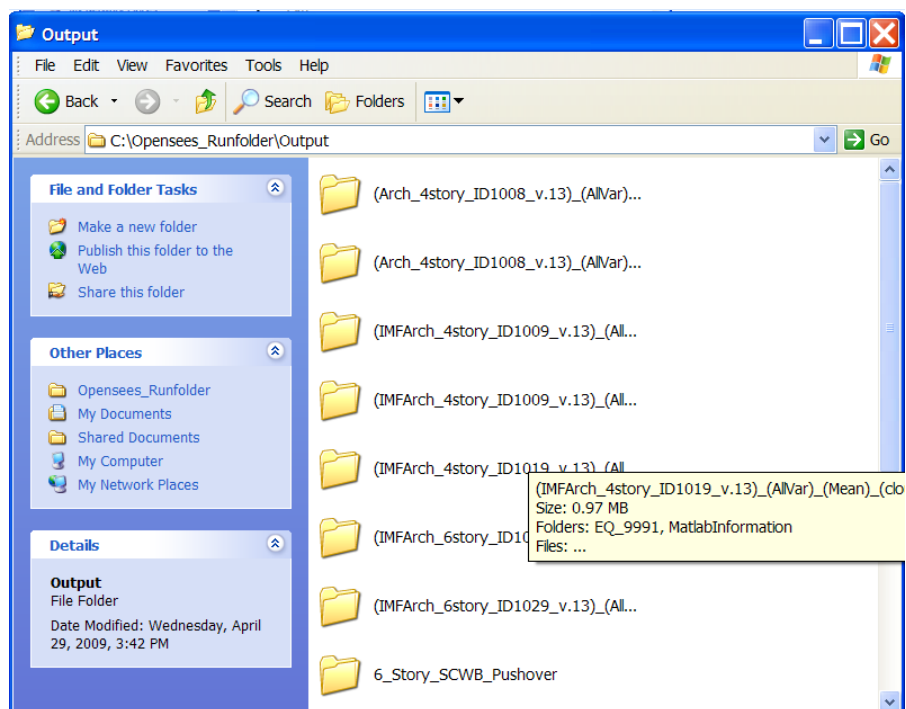 Output
File Edit View Favorites Tools Help
Back Search Folders
Address C:\Opensees_Runfolder\Output Go
File and Folder Tasks
Make a new folder
Publish this folder to the
Web
Share this folder
Other Places
Opensees_Runfolder
My Documents
Shared Documents
My Computer
My Network Places
Details
Output
File Folder
Date Modified: Wednesday, April
29, 2009, 3:42 PM
(Arch_4story_ID1008_v.13)_(AllVar)...
(Arch_4story_ID1008_v.13)_(AllVar)...
(IMFArch_4story_ID1009_v.13)_(All...
(IMFArch_4story_ID1009_v.13)_(All...
(IMFArch_4story_ID1019_v.13)_(All
(IMFArch_4story_ID1019_v.13)_(AllVar)_(Mean)_(clo
Size: 0.97 MB
Folders: EQ_9991, MatlabInformation
Files: ...
(IMFArch_6story_ID10
(IMFArch_6story_ID1029_v.13)_(All...
6_Story_SCWB_Pushover